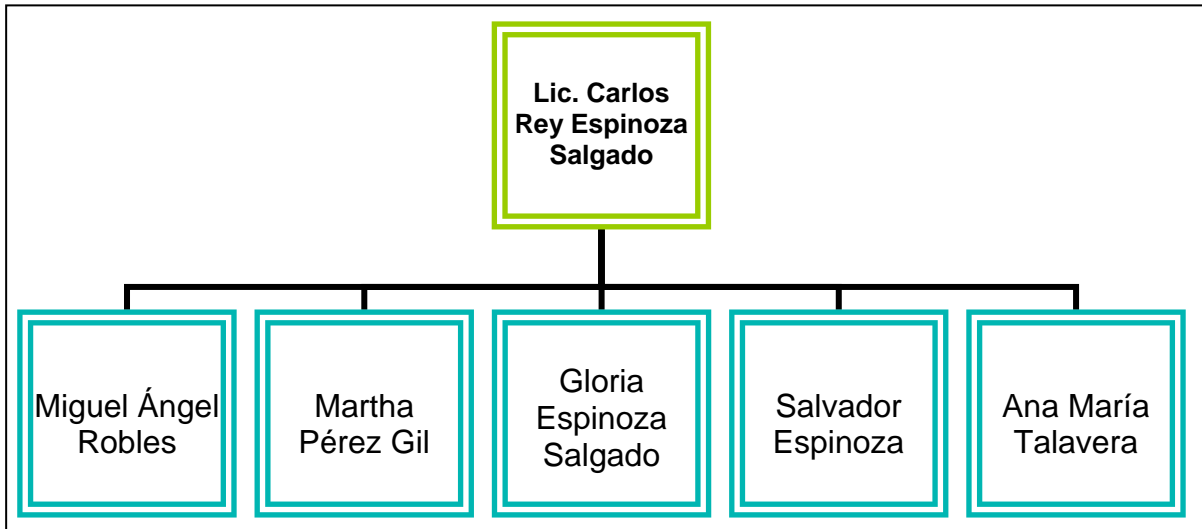 Lic. Carlos
Rey Espinoza
Salgado
Miguel Ángel
Robles
Martha
Pérez Gil
Gloria
Espinoza
Salgado
Salvador
Espinoza
Ana María
Talavera